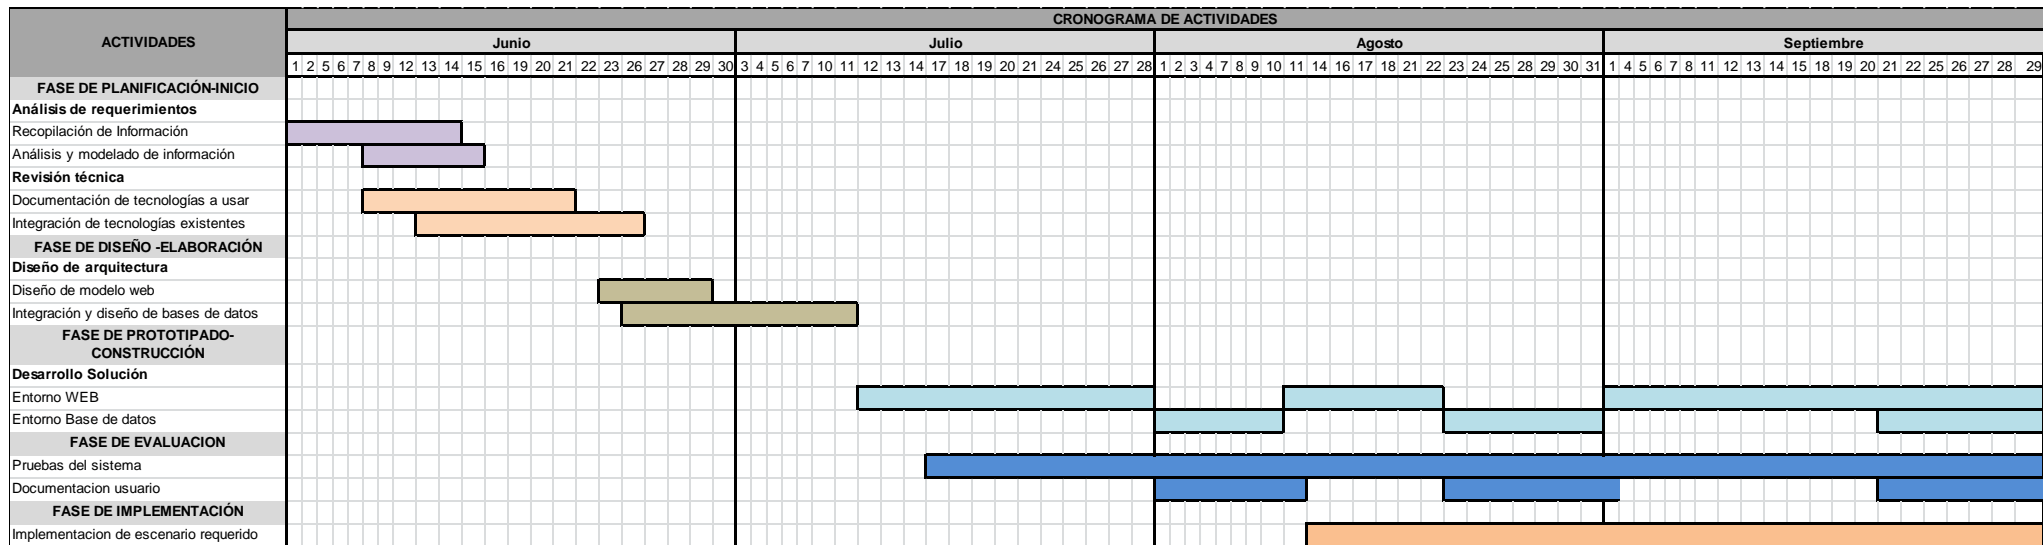 CRONOGRAMA DE ACTIVIDADES
ACTIVIDADES
Junio Julio Agosto Septiembre
1 2 5 6 7 8 9 12 13 14 15 16 19 20 21 22 23 26 27 28 29 30 3 4 5 6 7 10 11 12 13 14 17 18 19 20 21 24 25 26 27 28 1 2 3 4 7 8 9 10 11 14 16 17 18 21 22 23 24 25 28 29 30 31 1 4 5 6 7 8 11 12 13 14 15 18 19 20 21 22 25 26 27 28 29
FASE DE PLANIFICACIÓN-INICIO
Análisis de requerimientos
Recopilación de Información
Análisis y modelado de información
Revisión técnica
Documentación de tecnologías a usar
Integración de tecnologías existentes
FASE DE DISEÑO -ELABORACIÓN
Diseño de arquitectura
Diseño de modelo web
Integración y diseño de bases de datos
FASE DE PROTOTIPADO-
CONSTRUCCIÓN
Desarrollo Solución
Entorno WEB
Entorno Base de datos
FASE DE EVALUACION
Pruebas del sistema
Documentacion usuario
FASE DE IMPLEMENTACIÓN
Implementacion de escenario requerido